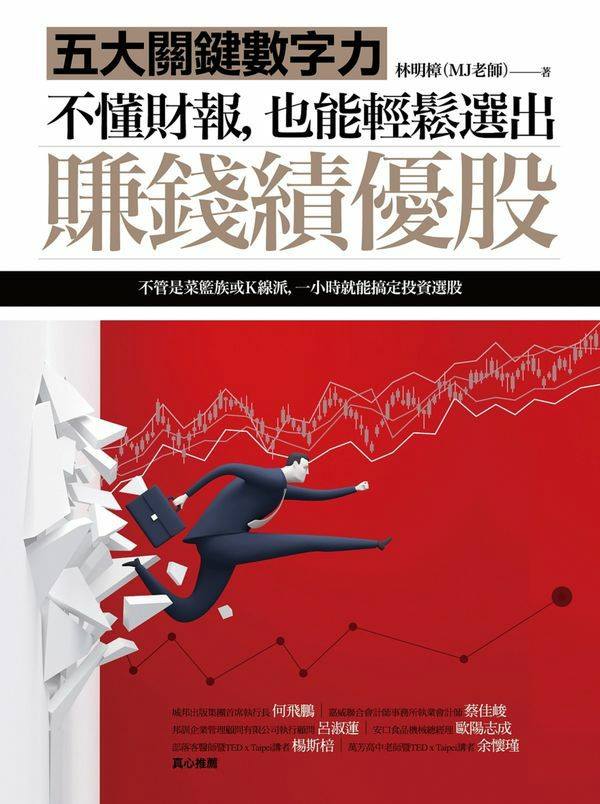 五大關鍵數字力 林明樟(MJ老師)——著
不懂財報，也能輕鬆選出
賺錢績優股
不管是菜籃族或K線派，一小時就能搞定投資選股
城邦出版集團首席執行長 何飛鵬｜嘉威聯合會計師事務所執業會計師 蔡佳峻
邦訓企業管理顧問有限公司執行顧問 呂淑蓮｜安口食品機械總經理 歐陽志成
部落客醫師暨TED x Taipei講者 楊斯棓｜萬芳高中老師暨TED x Taipei講者 余懷瑾
真心推薦